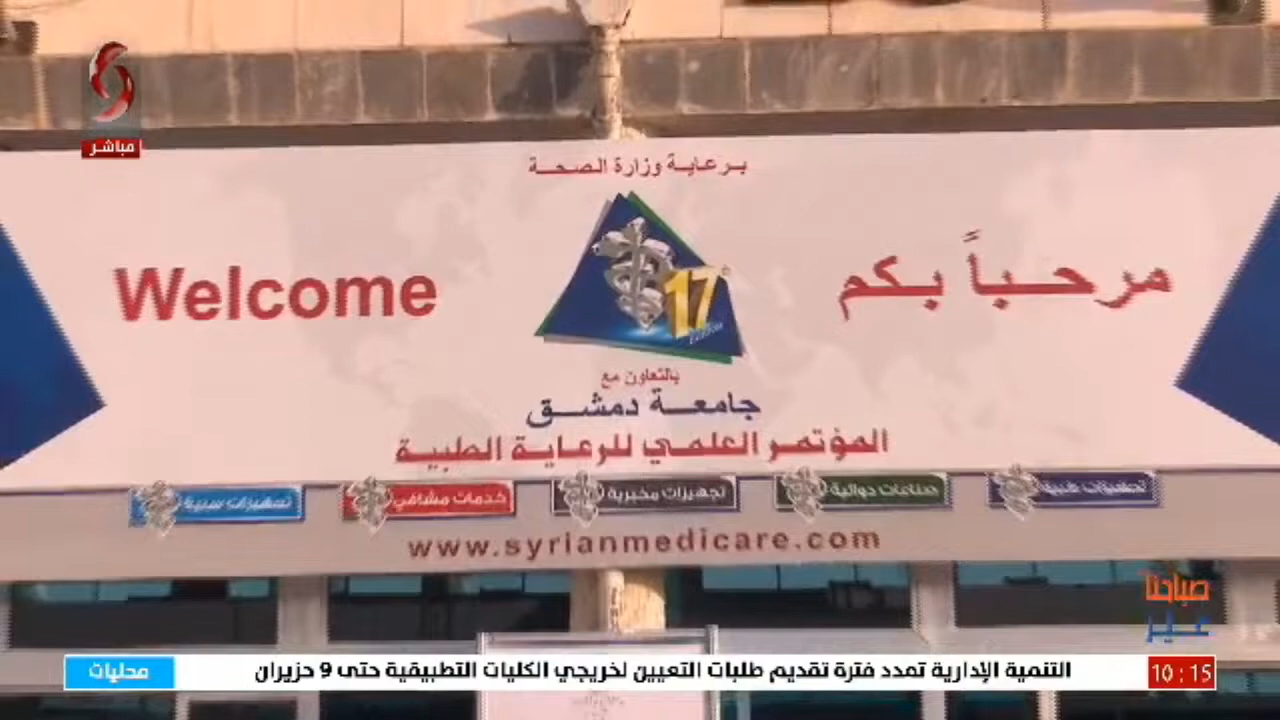 مباشر
برعاية وزارة الصحة
Welcome
17
مرحباً بكم
بالتعاون مع
جامعة دمشق
المؤتمر العلمي للرعاية الطبية
خدمات مشافي
تجهيزات مخبرية
صناعات دوائية
تجهيزات طبية
www.syrianmedicare.com
صباحنا
غير
محليات
التنمية الإدارية تمدد فترة تقديم طلبات التعيين لخريجي الكليات التطبيقية حتى 9 حزيران
10:15